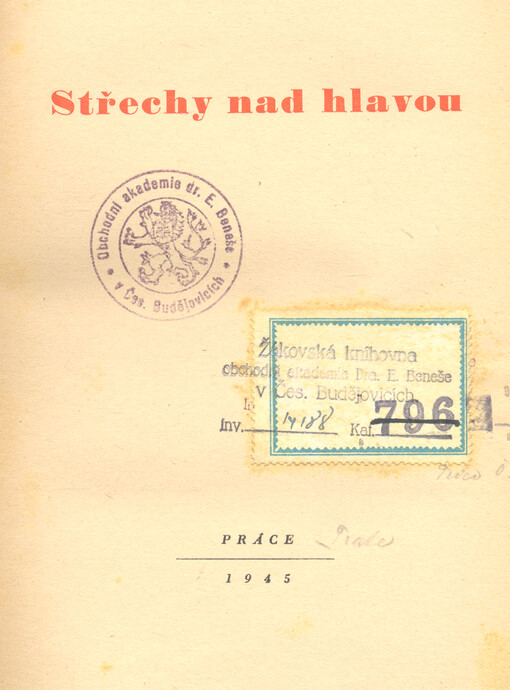 Střechy nad hlavou
Obchodní akademie dr. E. Beneše
* v Čes. Budějovicích *
Žákovská knihovna
obchodní akademie Dra. E. Beneše
v Čes. Budějovicích
Inv. 14188 Kat. 796
PRÁCE
1945